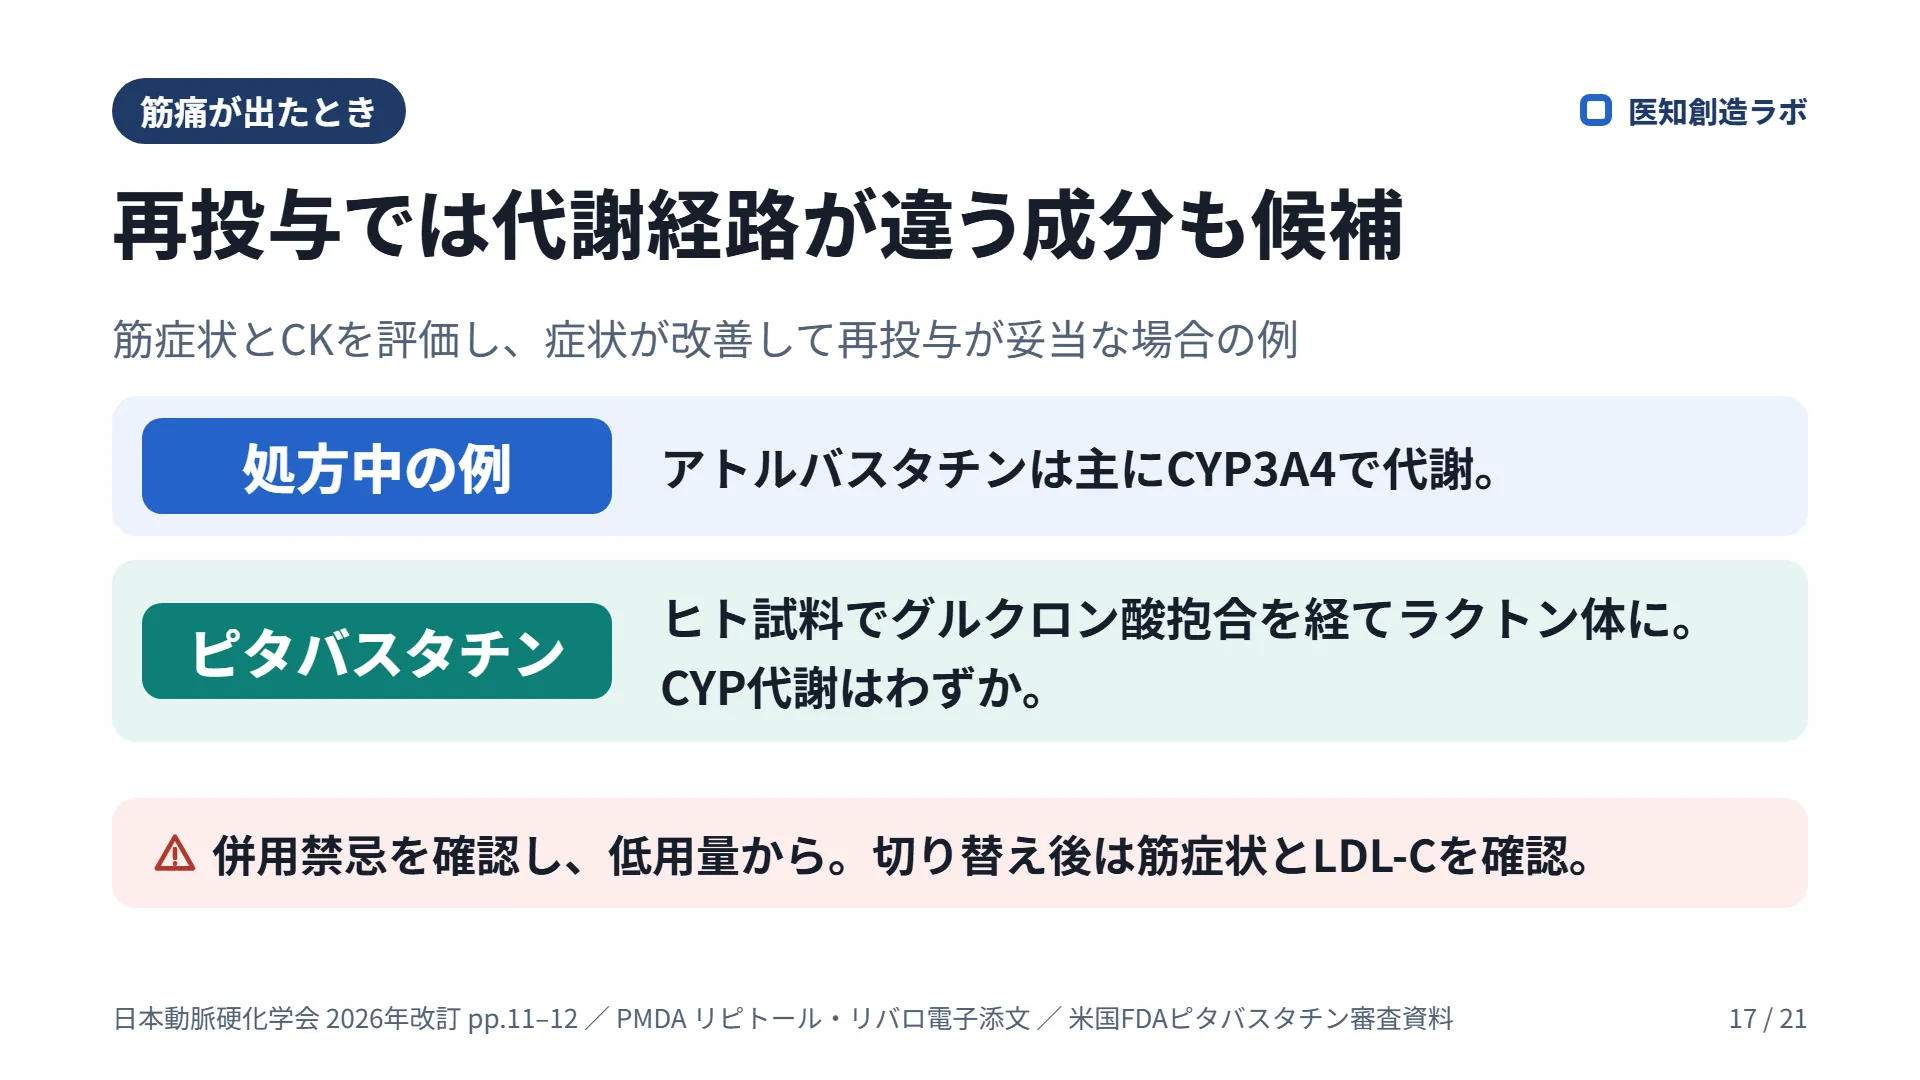 筋痛が出たとき
医知創造ラボ
再投与では代謝経路が違う成分も候補
筋症状とCKを評価し、症状が改善して再投与が妥当な場合の例
処方中の例
アトルバスタチンは主にCYP3A4で代謝。
ピタバスタチン
ヒト試料でグルクロン酸抱合を経てラクトン体に。
CYP代謝はわずか。
併用禁忌を確認し、低用量から。切り替え後は筋症状とLDL-Cを確認。
日本動脈硬化学会 2026年改訂 pp.11–12 ／ PMDA リピトール・リバロ電子添文 ／ 米国FDAピタバスタチン審査資料
17 / 21